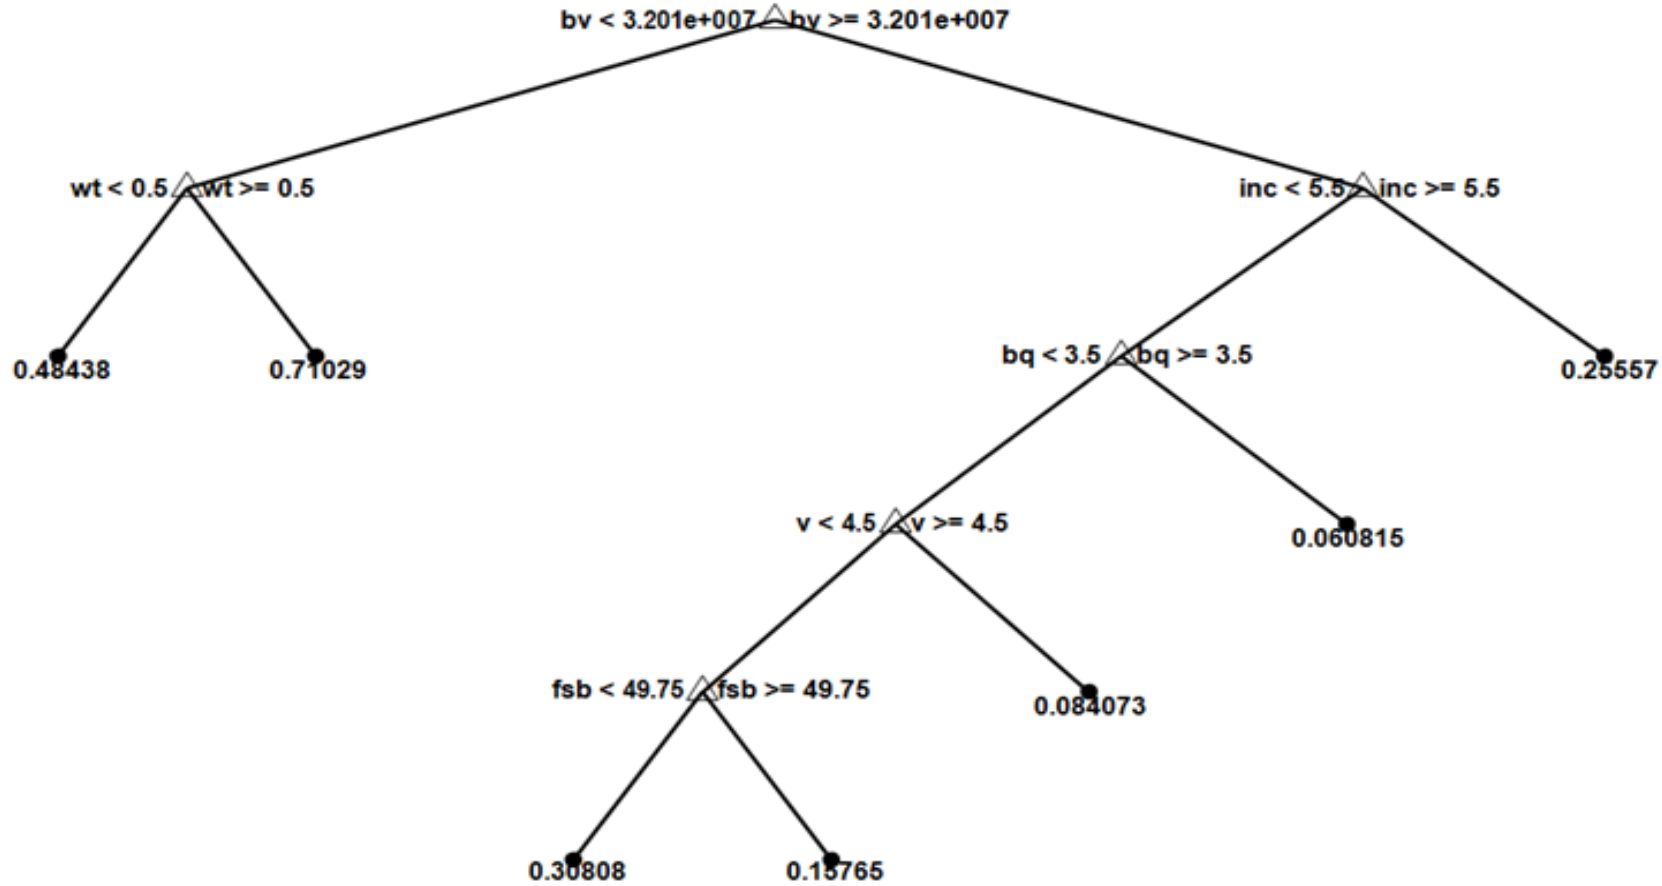 bv < 3.201e+007 bv >= 3.201e+007
wt < 0.5 wt >= 0.5
inc < 5.5 inc >= 5.5
0.48438
0.71029
bq < 3.5 bq >= 3.5
0.25557
v < 4.5 v >= 4.5
0.060815
fsb < 49.75 fsb >= 49.75
0.084073
0.30808
0.15765